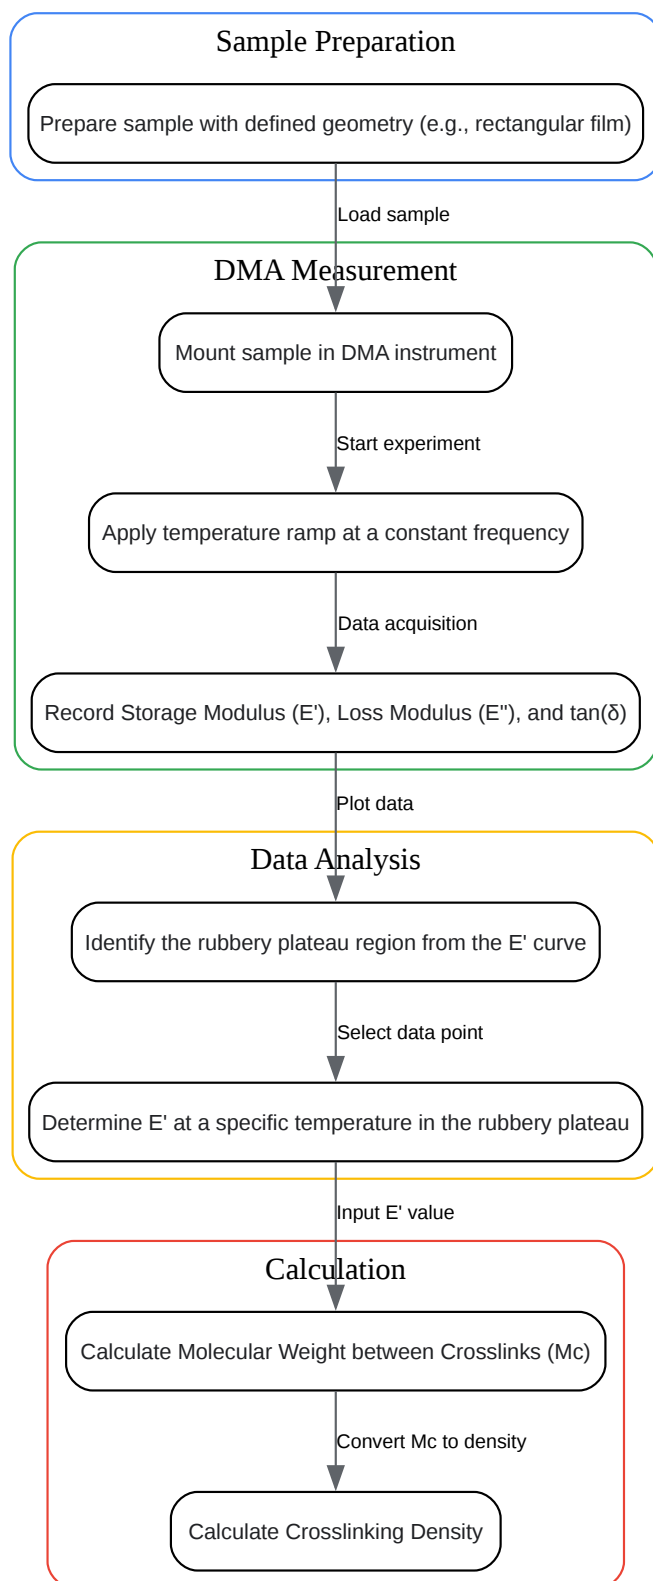 Sample Preparation
Prepare sample with defined geometry (e.g., rectangular film)
Load sample
DMA Measurement
Mount sample in DMA instrument
Start experiment
Apply temperature ramp at a constant frequency
Data acquisition
Record Storage Modulus (E'), Loss Modulus (E''), and tan(δ)
Plot data
Data Analysis
Identify the rubbery plateau region from the E' curve
Select data point
Determine E' at a specific temperature in the rubbery plateau
Input E' value
Calculation
Calculate Molecular Weight between Crosslinks (Mc)
Convert Mc to density
Calculate Crosslinking Density